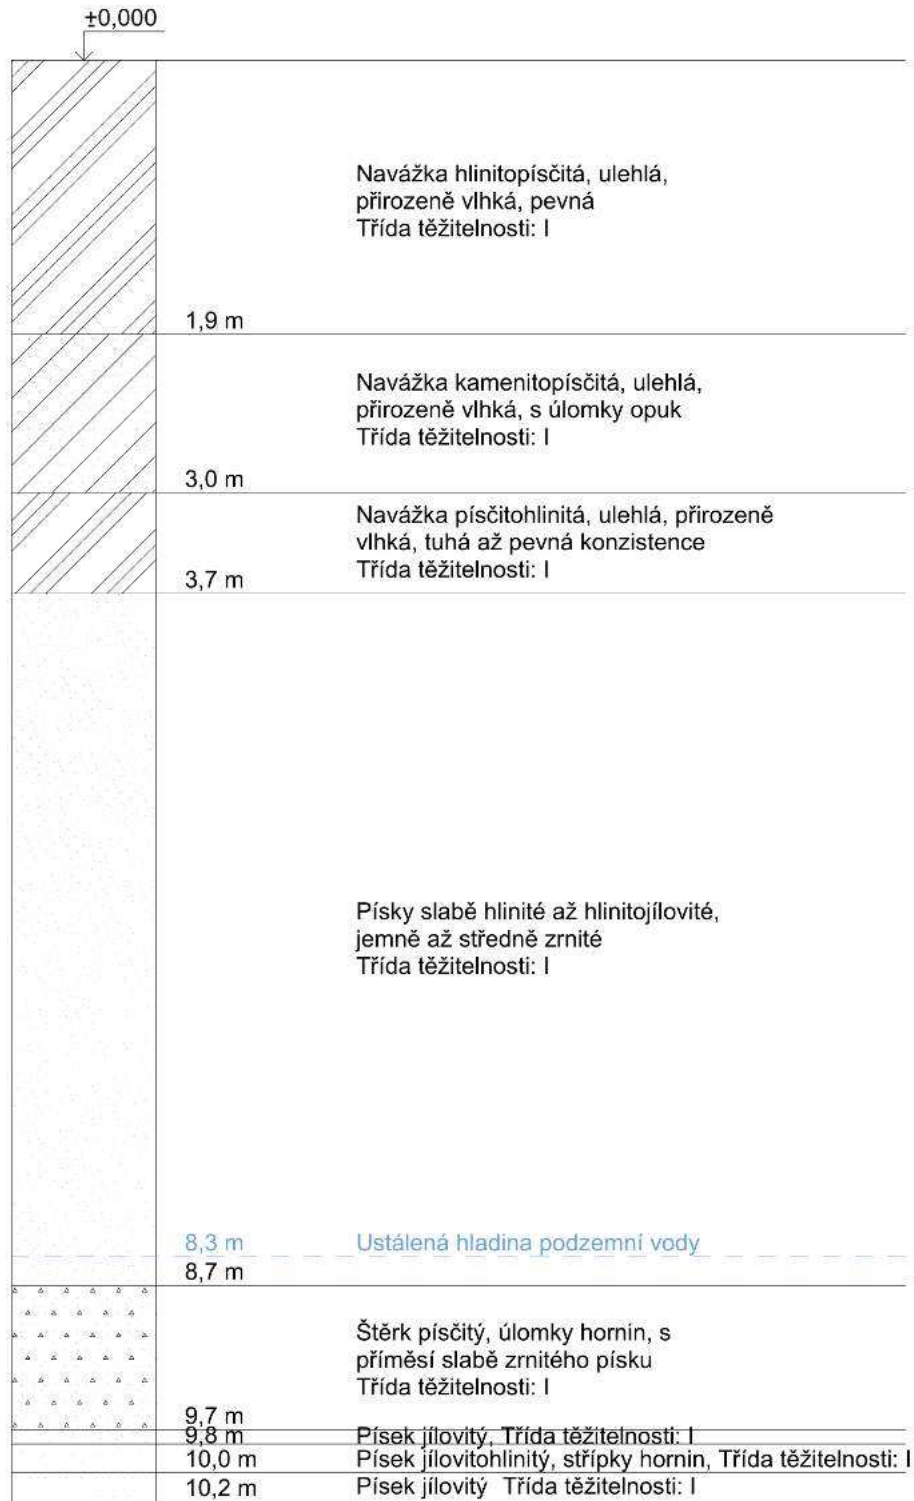 ±0,000
Navážka hlinitopísčitá, ulehlá,
přirozeně vlhká, pevná
Třída těžitelnosti: I
1,9 m
Navážka kamenitopísčitá, ulehlá,
přirozeně vlhká, s úlomky opuk
Třída těžitelnosti: I
3,0 m
Navážka písčitohlinitá, ulehlá, přirozeně
vlhká, tuhá až pevná konzistence
Třída těžitelnosti: I
3,7 m
Písky slabě hlinité až hlinitojílovité,
jemně až středně zrnité
Třída těžitelnosti: I
8,3 m Ustálená hladina podzemní vody
8,7 m
Štěrk písčitý, úlomky hornin, s
příměsí slabě zrnitého písku
Třída těžitelnosti: I
9,7 m
9,8 m Písek jílovitý, Třída těžitelnosti: I
10,0 m Písek jílovitohlinitý, střípky hornin, Třída těžitelnosti: I
10,2 m Písek jílovitý Třída těžitelnosti: I